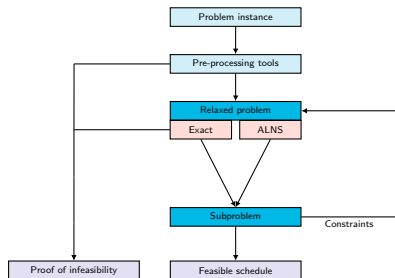 Problem instance
Pre-processing tools
Relaxed problem
Exact
ALNS
Subproblem
Constraints
Proof of infeasibility
Feasible schedule